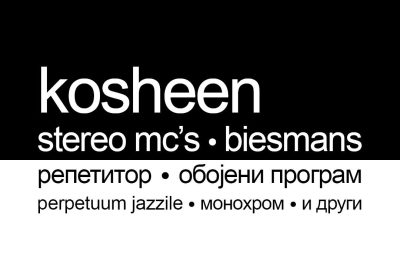 kosheen
stereo mc's • biesmans
репетитор • обојени програм
perpetuum jazzile • монохром • и други